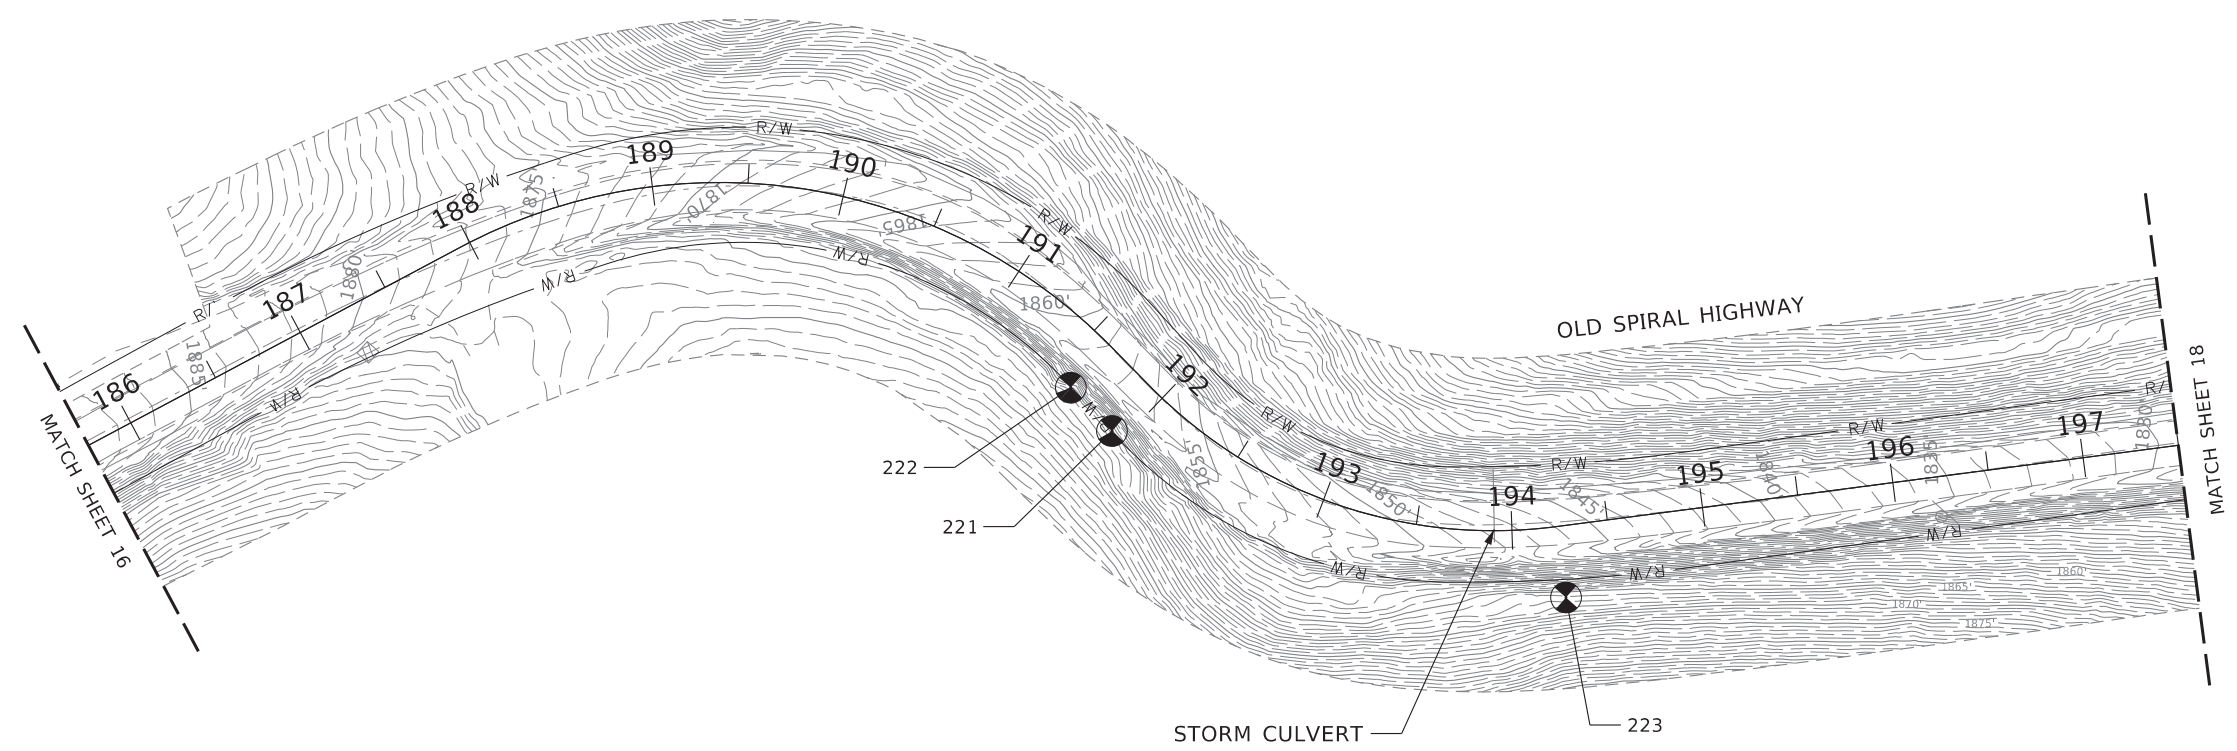 R/W
189
190
1875'
R/W
188
1870'
1865'
R/W
191
R/W
1880'
R/W
187
R/
1860'
OLD SPIRAL HIGHWAY
1885'
186
R/W
192
R/W
222
R/W
221
1855'
193
1850'
R/W
194
1845'
195
1840'
R/W
196
1835'
197
1830'
R/
MATCH SHEET 16
MATCH SHEET 18
R/W
R/W
R/W
1860'
1865'
1870'
1875'
STORM CULVERT
223